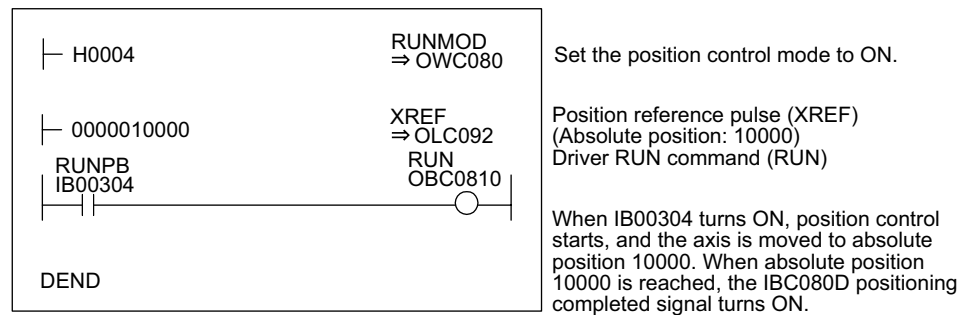 H0004
RUNMOD
⇒ OWC080
Set the position control mode to ON.
0000010000
XREF
⇒ OLC092
Position reference pulse (XREF)
(Absolute position: 10000)
Driver RUN command (RUN)
RUNPB
IB00304
RUN
OBC0810
When IB00304 turns ON, position control
starts, and the axis is moved to absolute
position 10000. When absolute position
10000 is reached, the IBC080D positioning
completed signal turns ON.
DEND